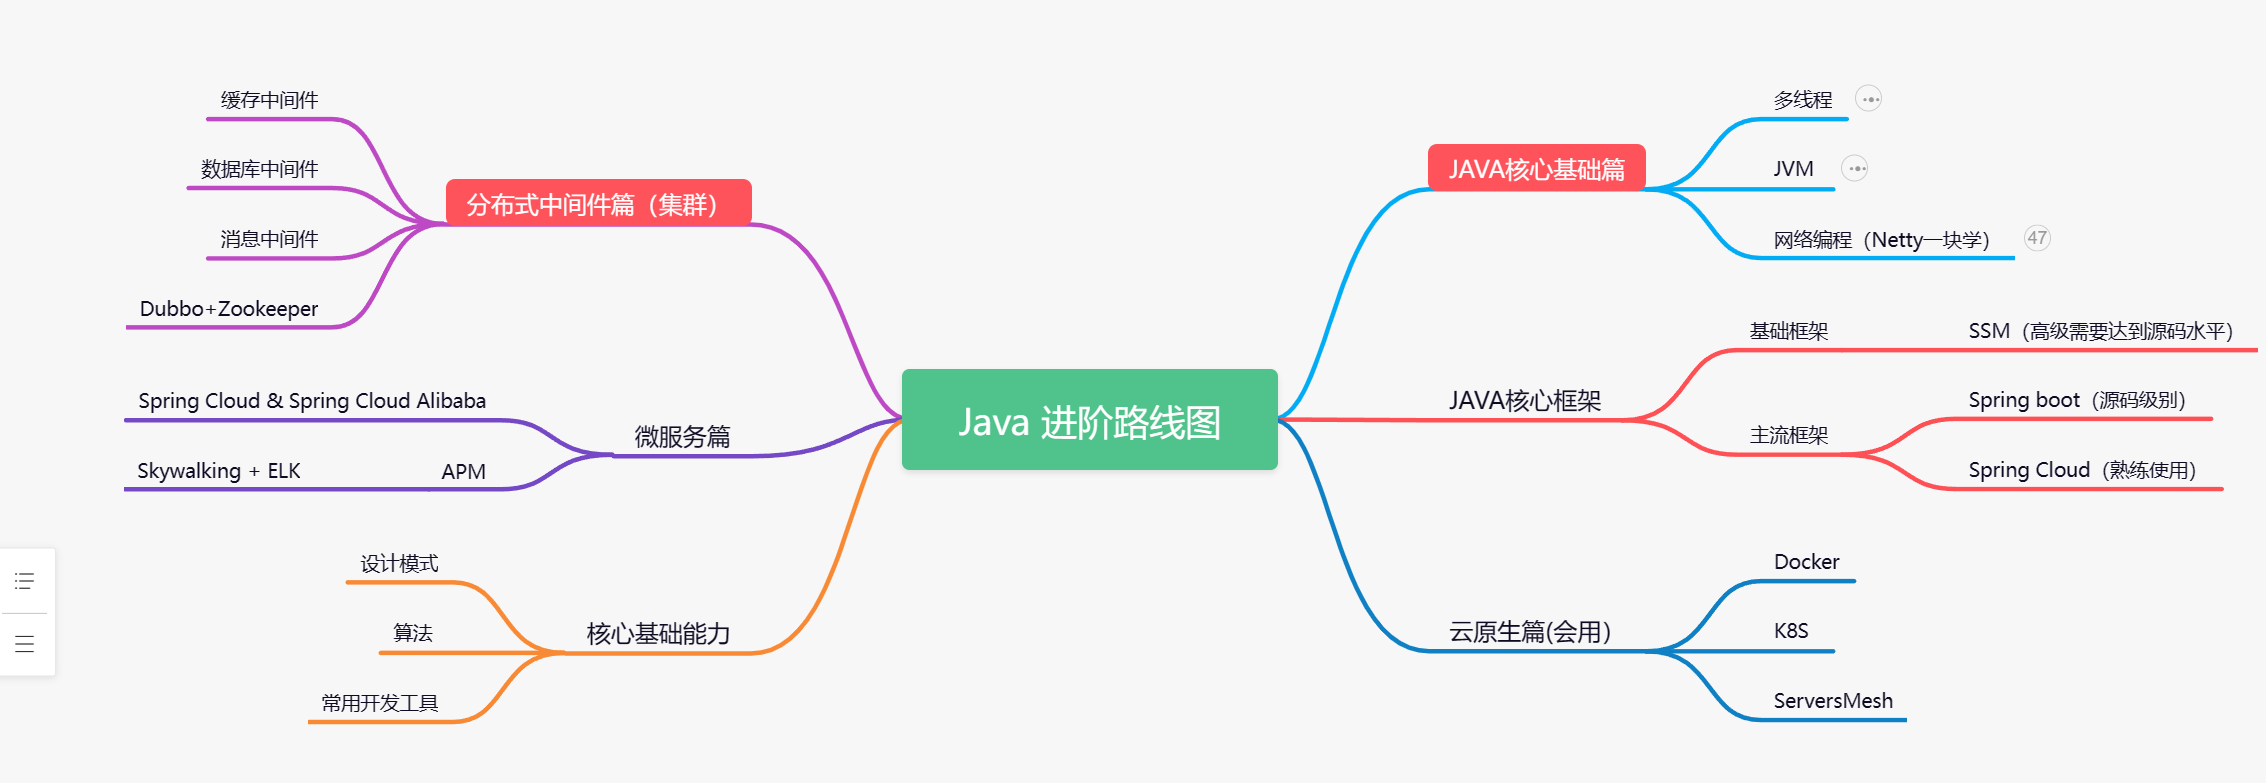 Java 进阶路线图
JAVA核心基础篇
多线程
JVM
网络编程（Netty一块学）
47
JAVA核心框架
基础框架
SSM（高级需要达到源码水平）
主流框架
Spring boot（源码级别）
Spring Cloud（熟练使用）
云原生篇(会用）
Docker
K8S
ServersMesh
分布式中间件篇（集群）
缓存中间件
数据库中间件
消息中间件
Dubbo+Zookeeper
微服务篇
Spring Cloud & Spring Cloud Alibaba
APM
Skywalking + ELK
核心基础能力
设计模式
算法
常用开发工具